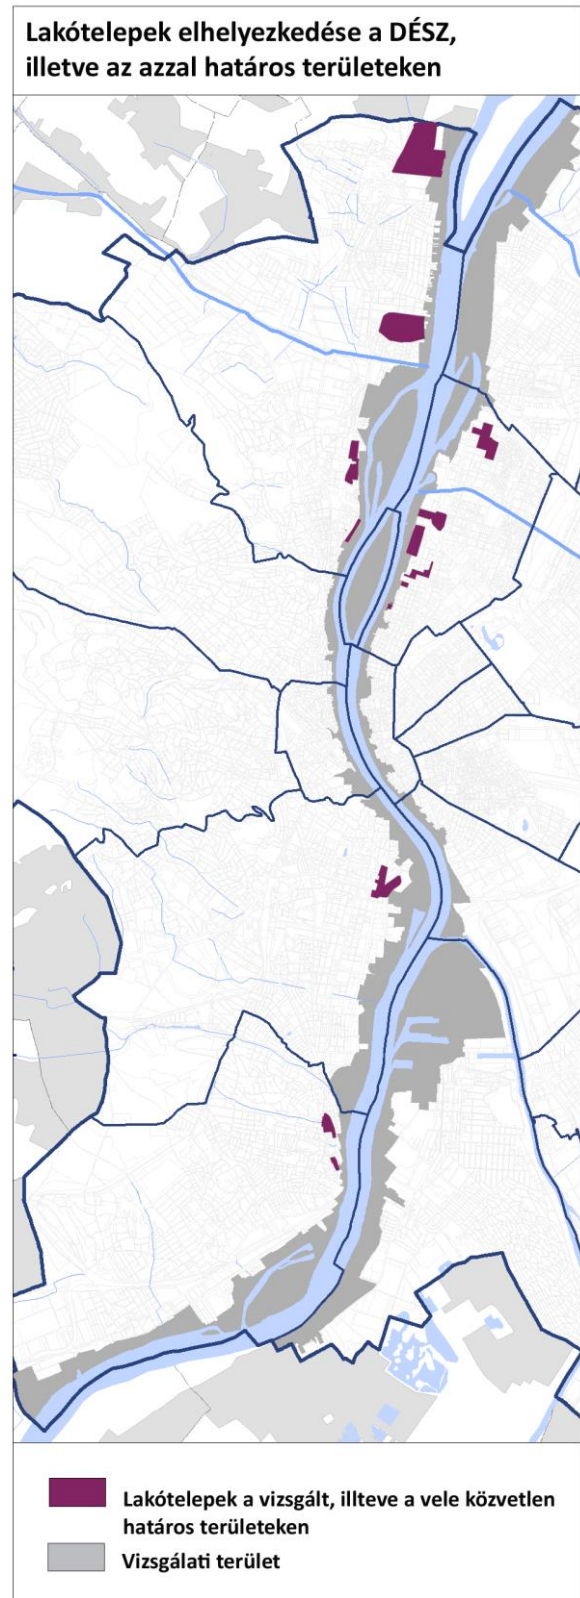 Lakótelepek elhelyezkedése a DÉSZ,
illetve az azzal határos területeken
Lakótelepek a vizsgált, illteve a vele közvetlen
határos területeken
Vizsgálati terület